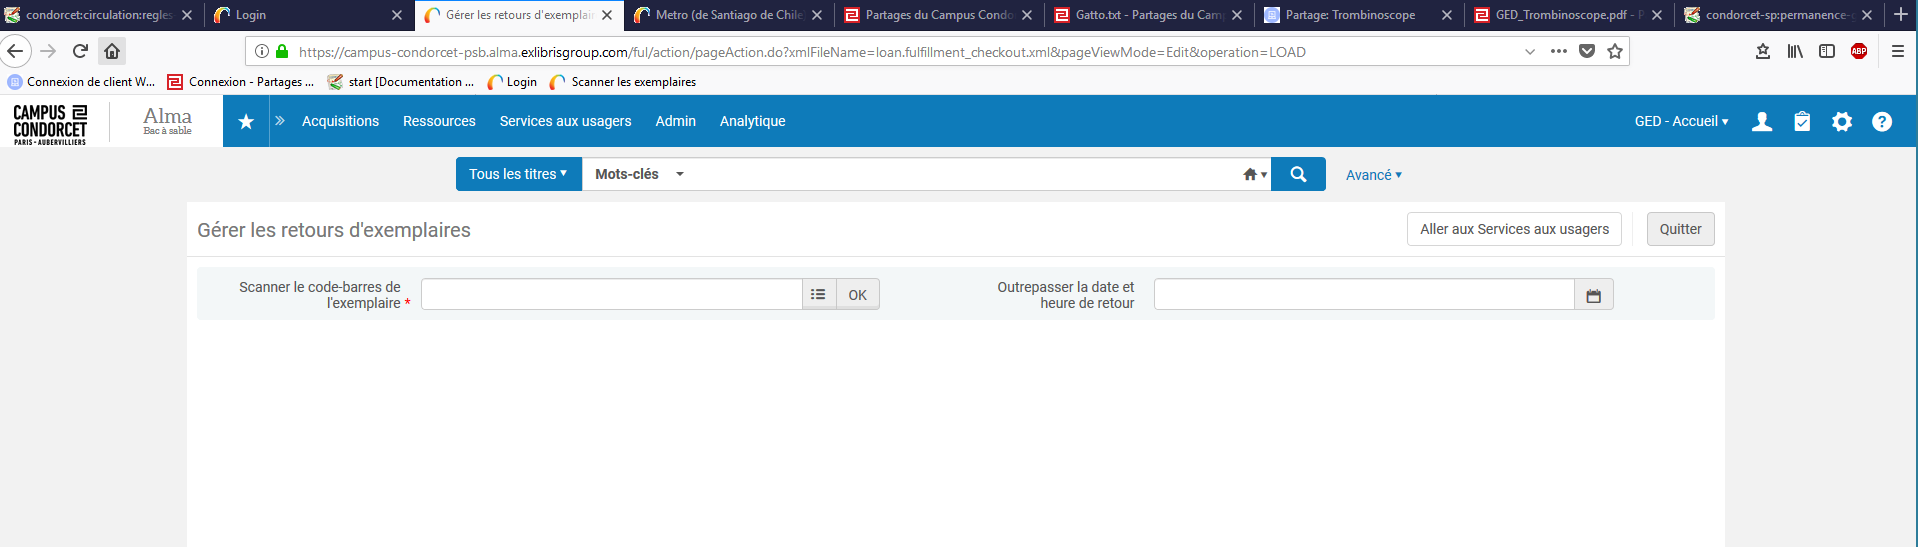 condorcet:circulation:regles
Login
Gérer les retours d'exemplair
Metro (de Santiago de Chile
Partages du Campus Condo
Gatto.txt - Partages du Cam
Partage: Trombinoscope
GED_Trombinoscope.pdf - P
condorcet-sp:permanence-g
https://campus-condorcet-psb.alma.exlibrisgroup.com/ful/action/pageAction.do?xmlFileName=loan.fulfillment_checkout.xml&pageViewMode=Edit&operation=LOAD
ABP
Connexion de client W...
Connexion - Partages ...
start [Documentation ...
Login
Scanner les exemplaires
CAMPUS
CONDORCET
PARIS - AUBERVILLIERS
Alma
Bac à sable
Acquisitions
Ressources
Services aux usagers
Admin
Analytique
GED - Accueil
Tous les titres
Mots-clés
Avancé
Gérer les retours d'exemplaires
Aller aux Services aux usagers
Quitter
Scanner le code-barres de
l'exemplaire *
OK
Outrepasser la date et
heure de retour